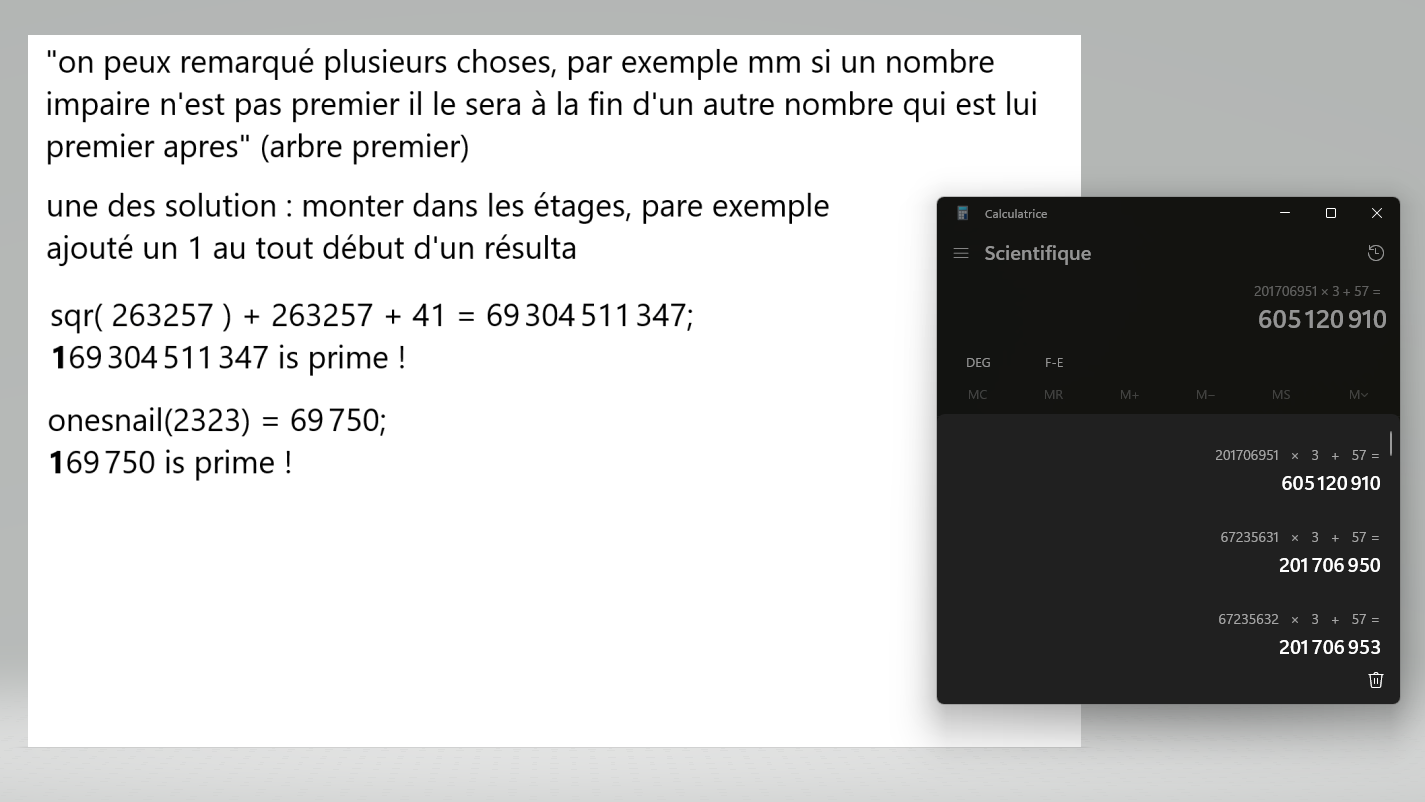 "on peux remarqué plusieurs choses, par exemple mm si un nombre
impaire n'est pas premier il le sera à la fin d'un autre nombre qui est lui
premier apres" (arbre premier)
une des solution : monter dans les étages, pare exemple
ajouté un 1 au tout début d'un résulta
sqr( 263257 ) + 263257 + 41 = 69 304 511 347;
169 304 511 347 is prime !
onesnail(2323) = 69 750;
169 750 is prime !
Calculatrice
Scientifique
201706951 × 3 + 57 =
605 120 910
DEG F-E
MC MR M+ M− MS M˅
201706951 × 3 + 57 =
605 120 910
67235631 × 3 + 57 =
201 706 950
67235632 × 3 + 57 =
201 706 953